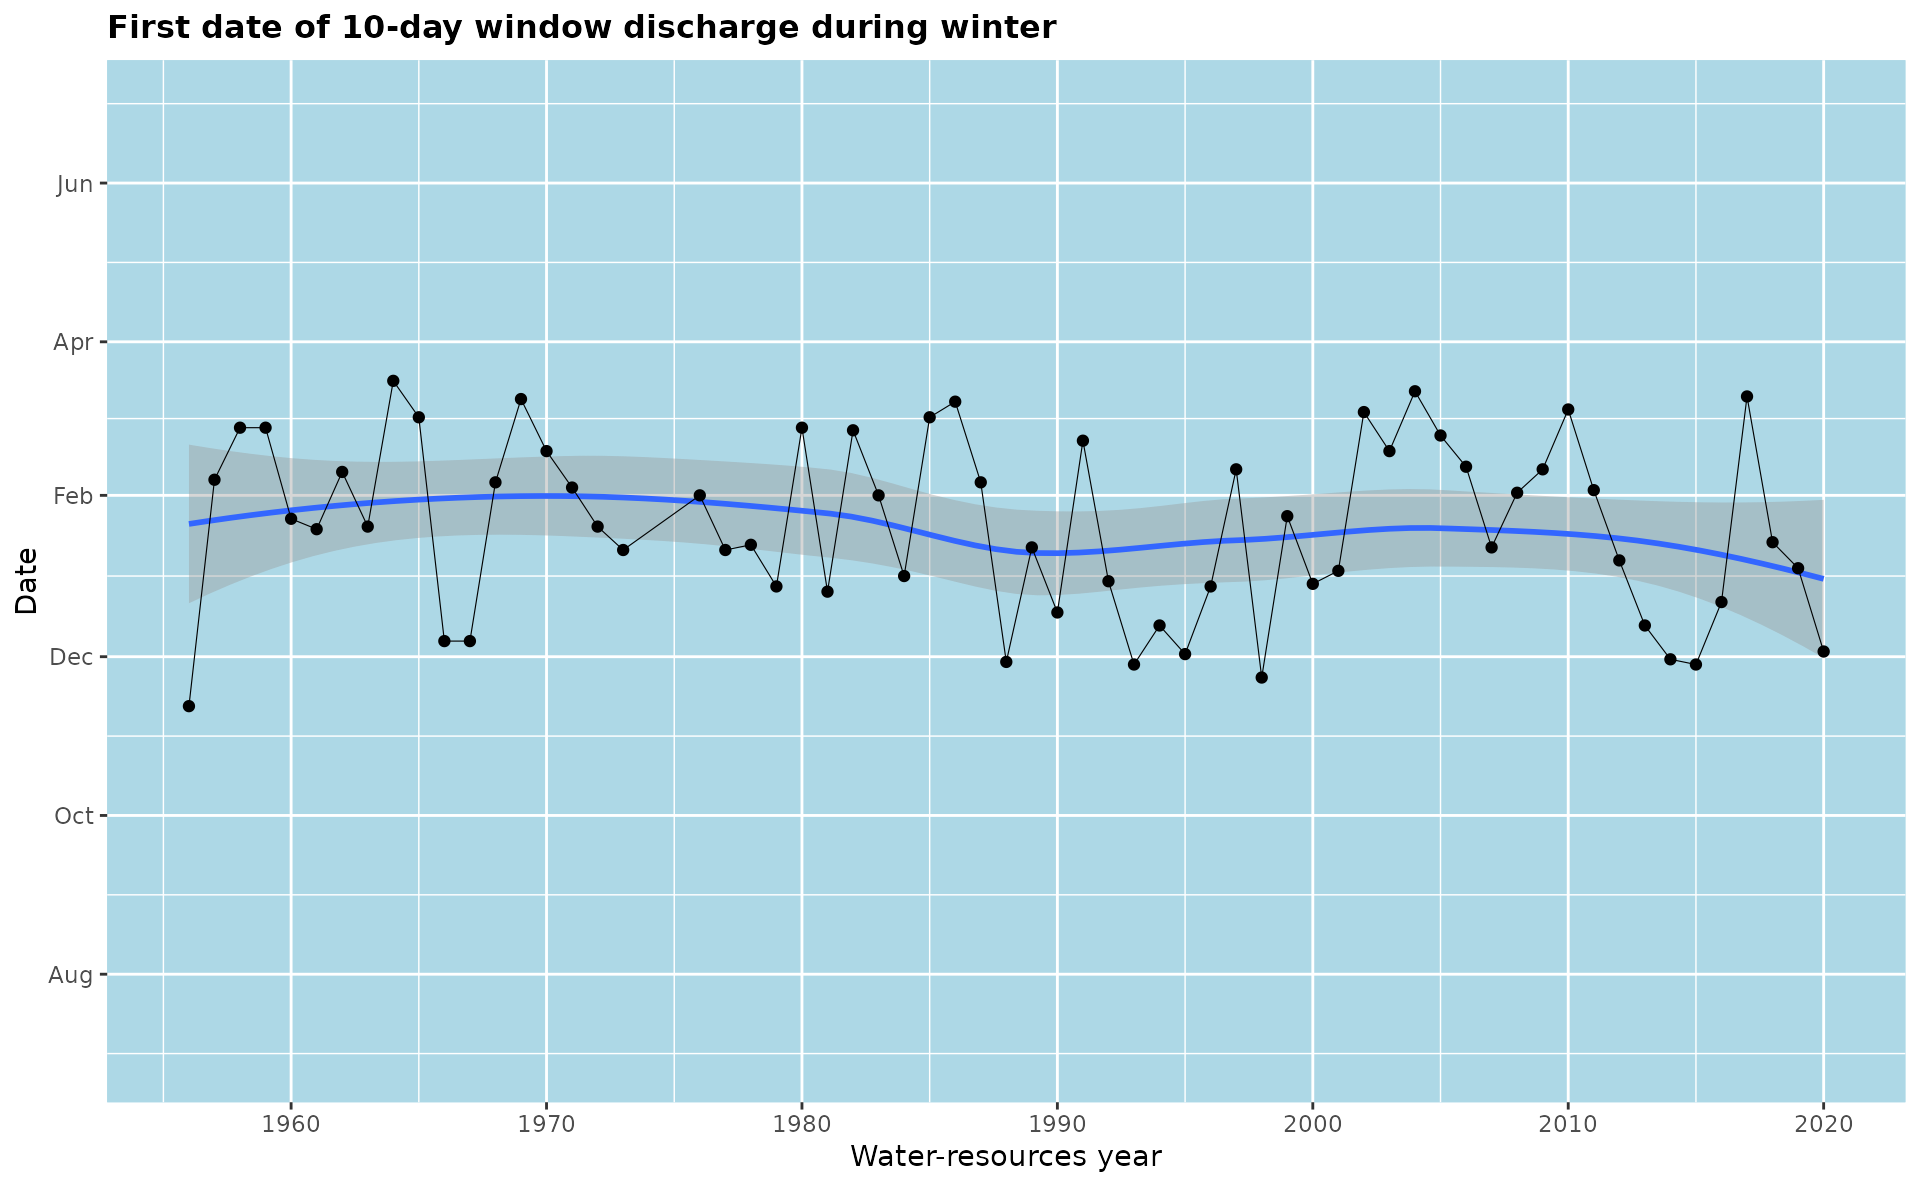 First date of 10-day window discharge during winter
Date
Jun
Apr
Feb
Dec
Oct
Aug
1960 1970 1980 1990 2000 2010 2020
Water-resources year